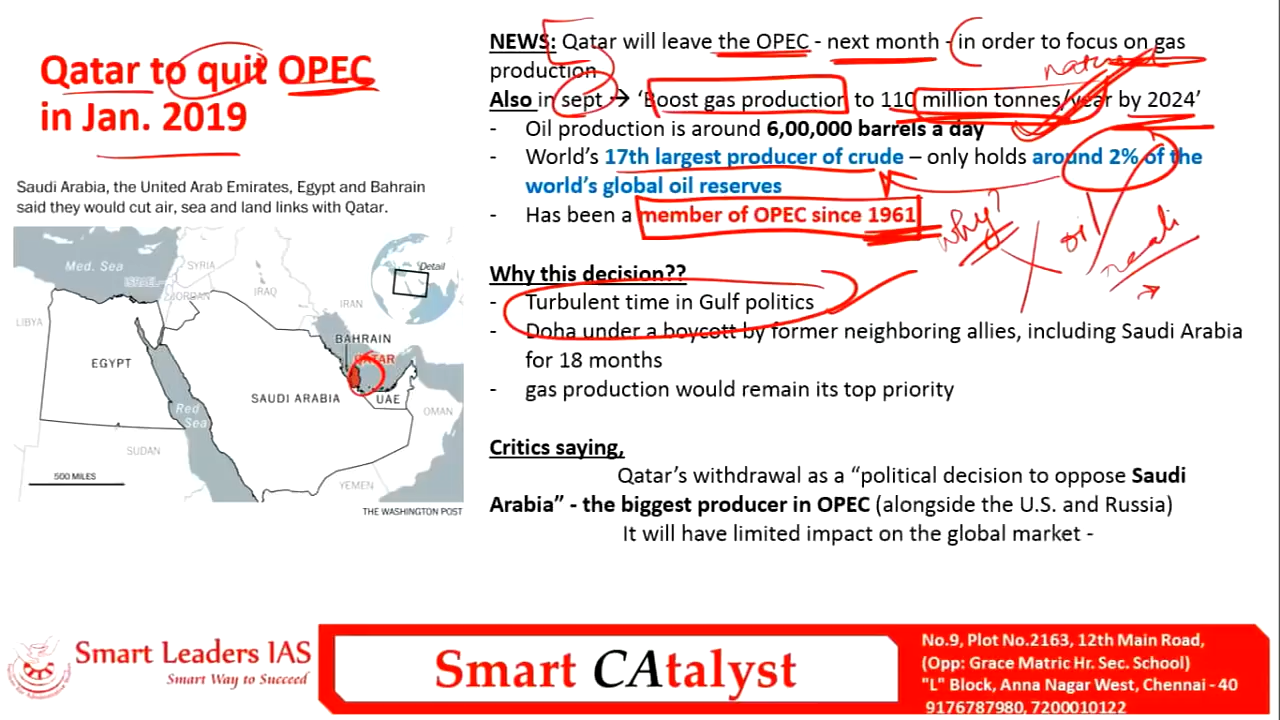 Qatar to quit OPEC
in Jan. 2019
Saudi Arabia, the United Arab Emirates, Egypt and Bahrain
said they would cut air, sea and land links with Qatar.
Med. Sea
SYRIA
Detail
ISRAEL
JORDAN
IRAQ
IRAN
LIBYA
BAHRAIN
QATAR
EGYPT
SAUDI ARABIA
UAE
OMAN
Red
Sea
SUDAN
500 MILES
YEMEN
THE WASHINGTON POST
NEWS: Qatar will leave the OPEC - next month - in order to focus on gas
production
Also in sept → ‘Boost gas production to 110 million tonnes/year by 2024’
- Oil production is around 6,00,000 barrels a day
- World’s 17th largest producer of crude – only holds around 2% of the
world’s global oil reserves
- Has been a member of OPEC since 1961
why?
oil
Why this decision??
- Turbulent time in Gulf politics
- Doha under a boycott by former neighboring allies, including Saudi Arabia
for 18 months
- gas production would remain its top priority
Critics saying,
Qatar’s withdrawal as a “political decision to oppose Saudi
Arabia” - the biggest producer in OPEC (alongside the U.S. and Russia)
It will have limited impact on the global market -
Smart Leaders IAS
Smart Way to Succeed
Smart CAtalyst
No.9, Plot No.2163, 12th Main Road,
(Opp: Grace Matric Hr. Sec. School)
"L" Block, Anna Nagar West, Chennai - 40
9176787980, 7200010122